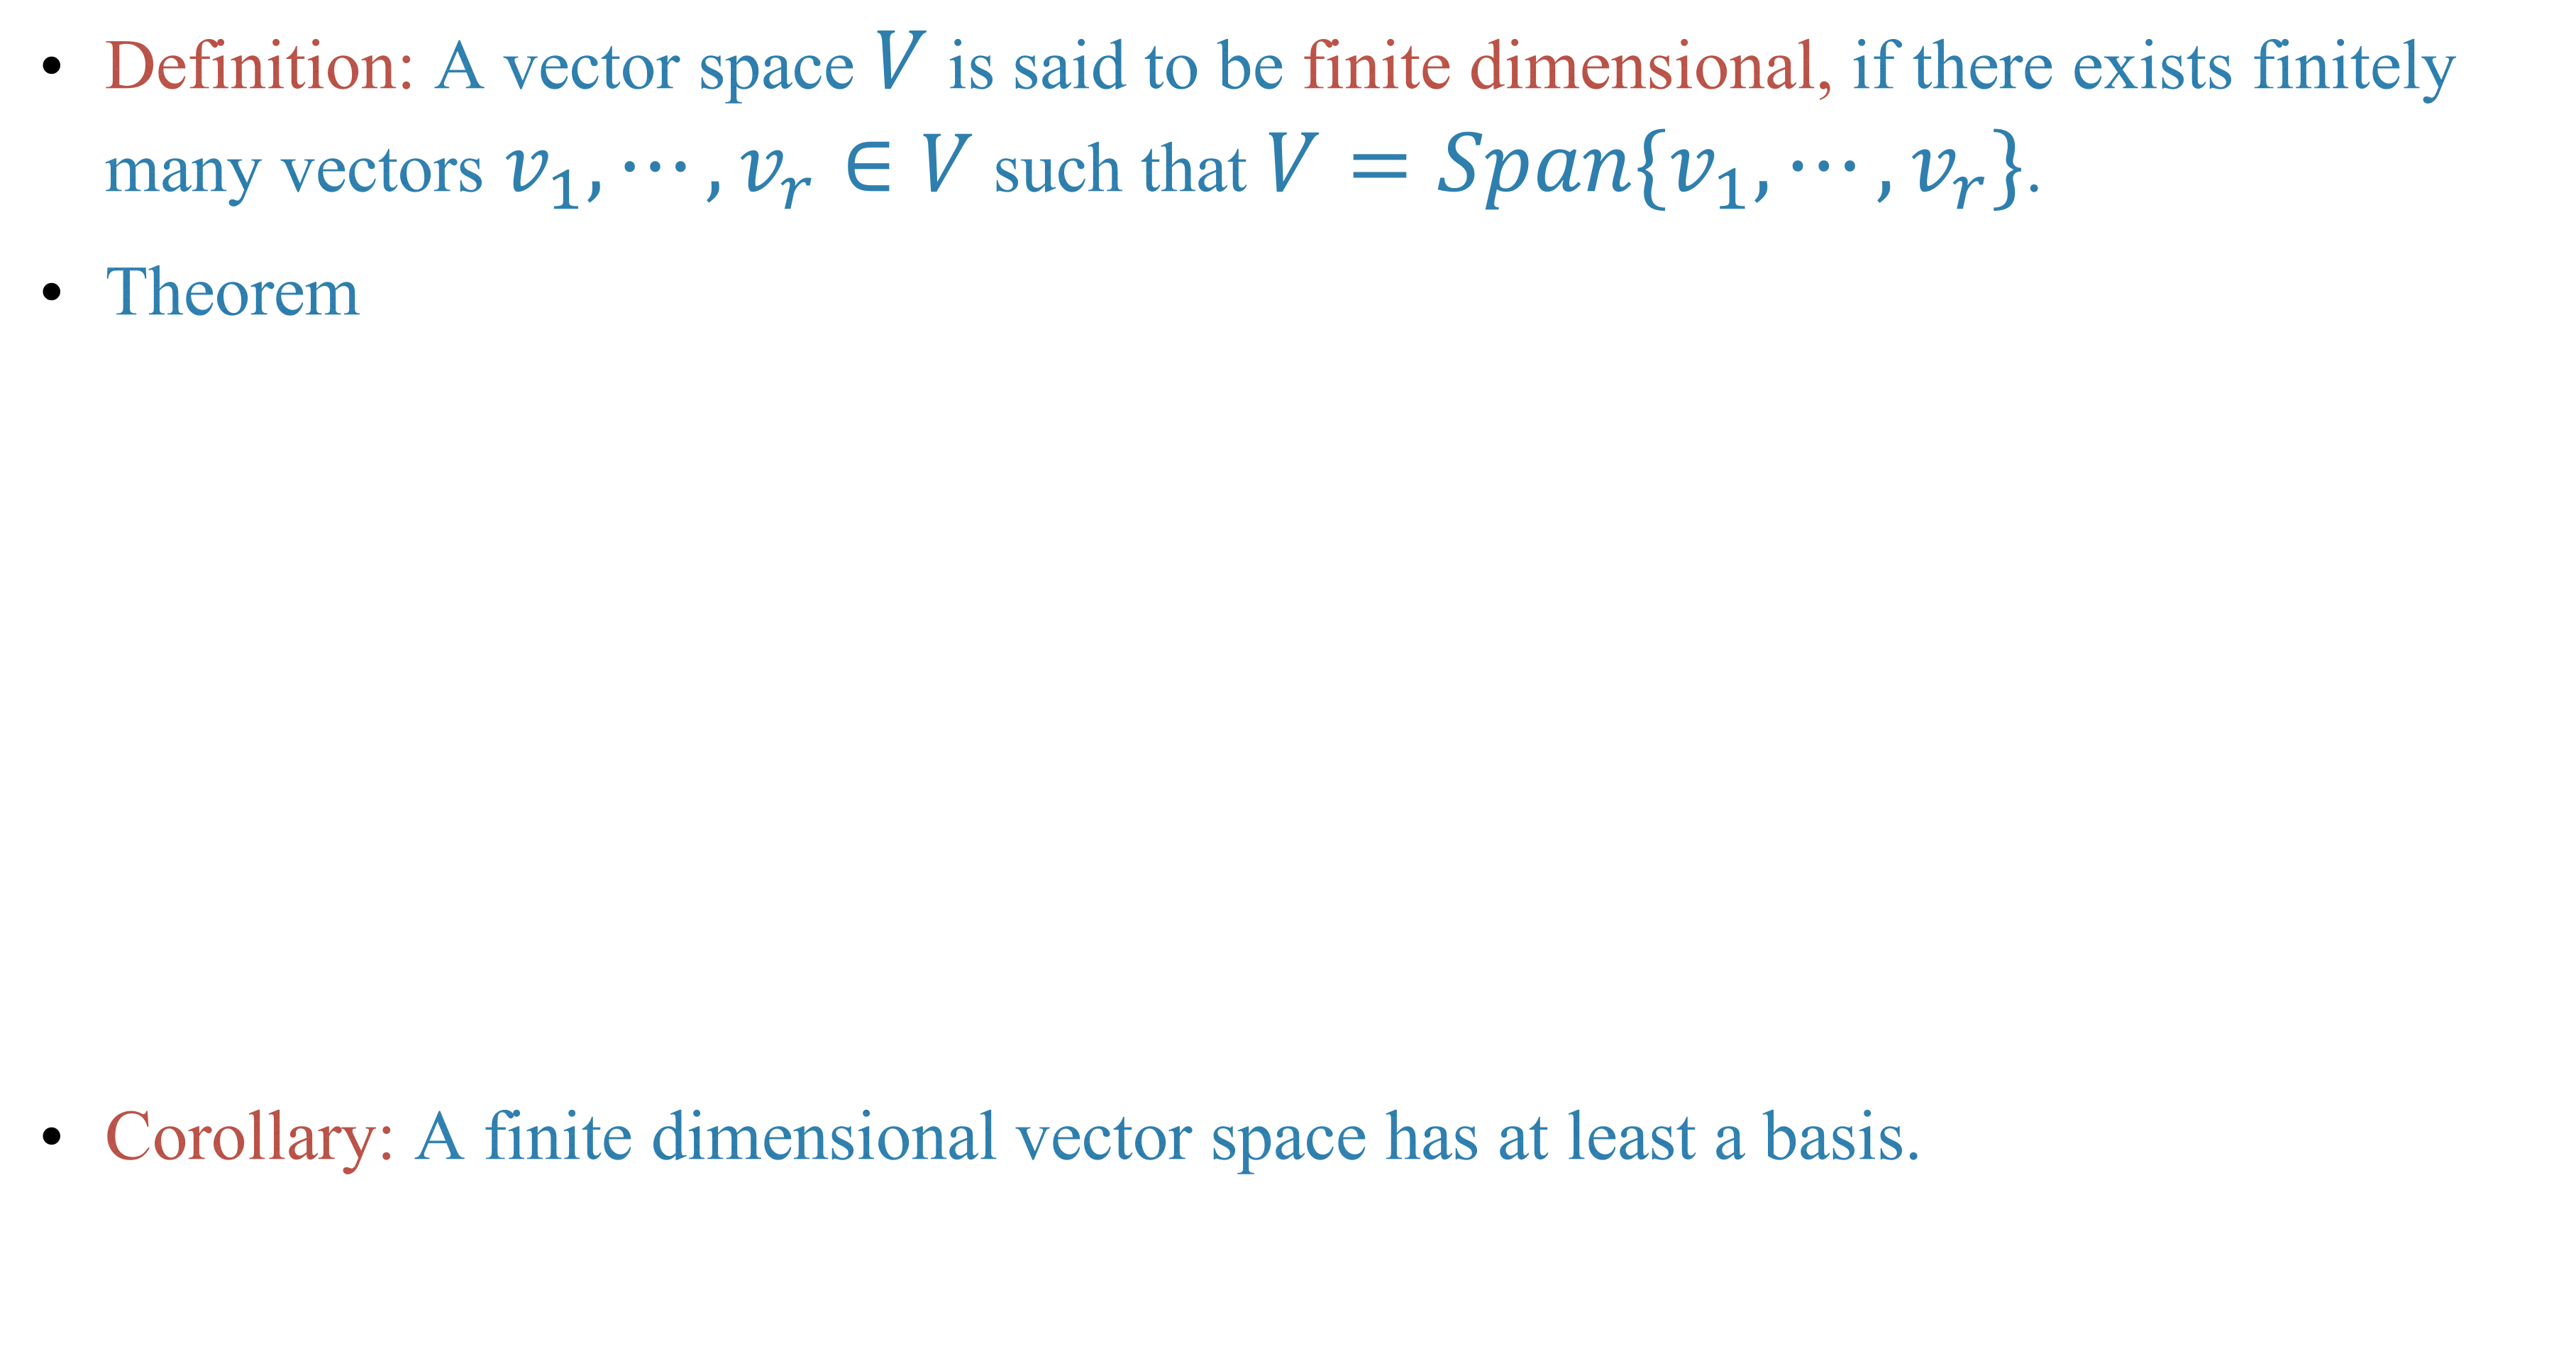 • Definition: A vector space 𝑉 is said to be finite dimensional, if there exists finitely
many vectors 𝑣₁, ⋯ , 𝑣ᵣ ∈ 𝑉 such that 𝑉 = 𝑆𝑝𝑎𝑛{𝑣₁, ⋯ , 𝑣ᵣ}.
• Theorem
• Corollary: A finite dimensional vector space has at least a basis.